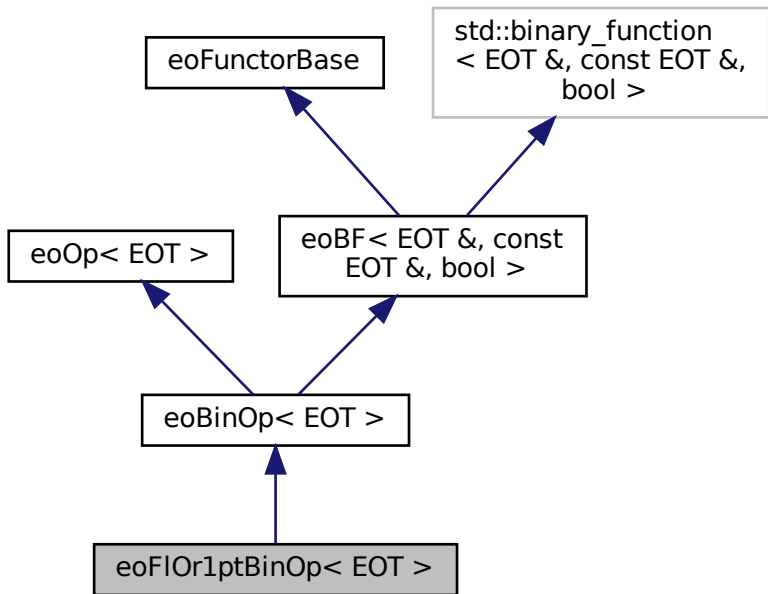 eoFunctorBase
std::binary_function
< EOT &, const EOT &,
bool >
eoOp< EOT >
eoBF< EOT &, const
EOT &, bool >
eoBinOp< EOT >
eoFlOr1ptBinOp< EOT >